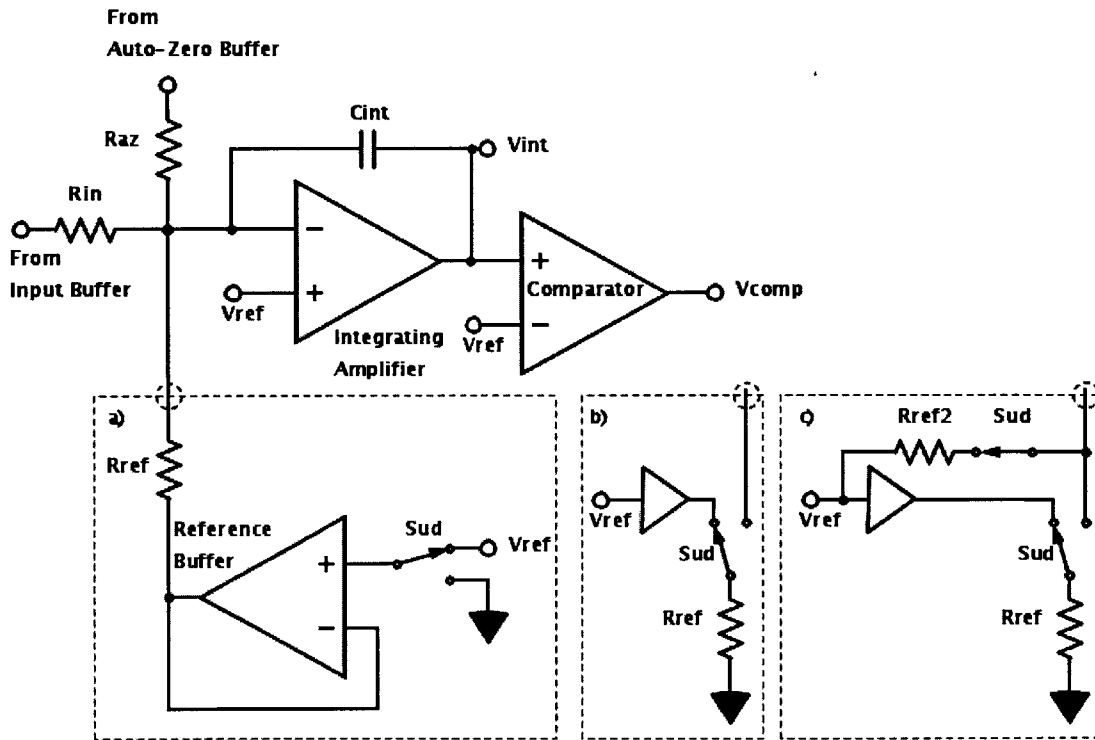 From
Auto-Zero Buffer
Cint
Vint
Raz
Rin
−
+
From
Input Buffer
Vref
Integrating
Amplifier
+
Comparator
−
Vref
Vcomp
a)
Rref
Reference
Buffer
+
−
Sud
Vref
b)
Vref
Sud
Rref
c)
Rref2
Sud
Vref
Sud
Rref